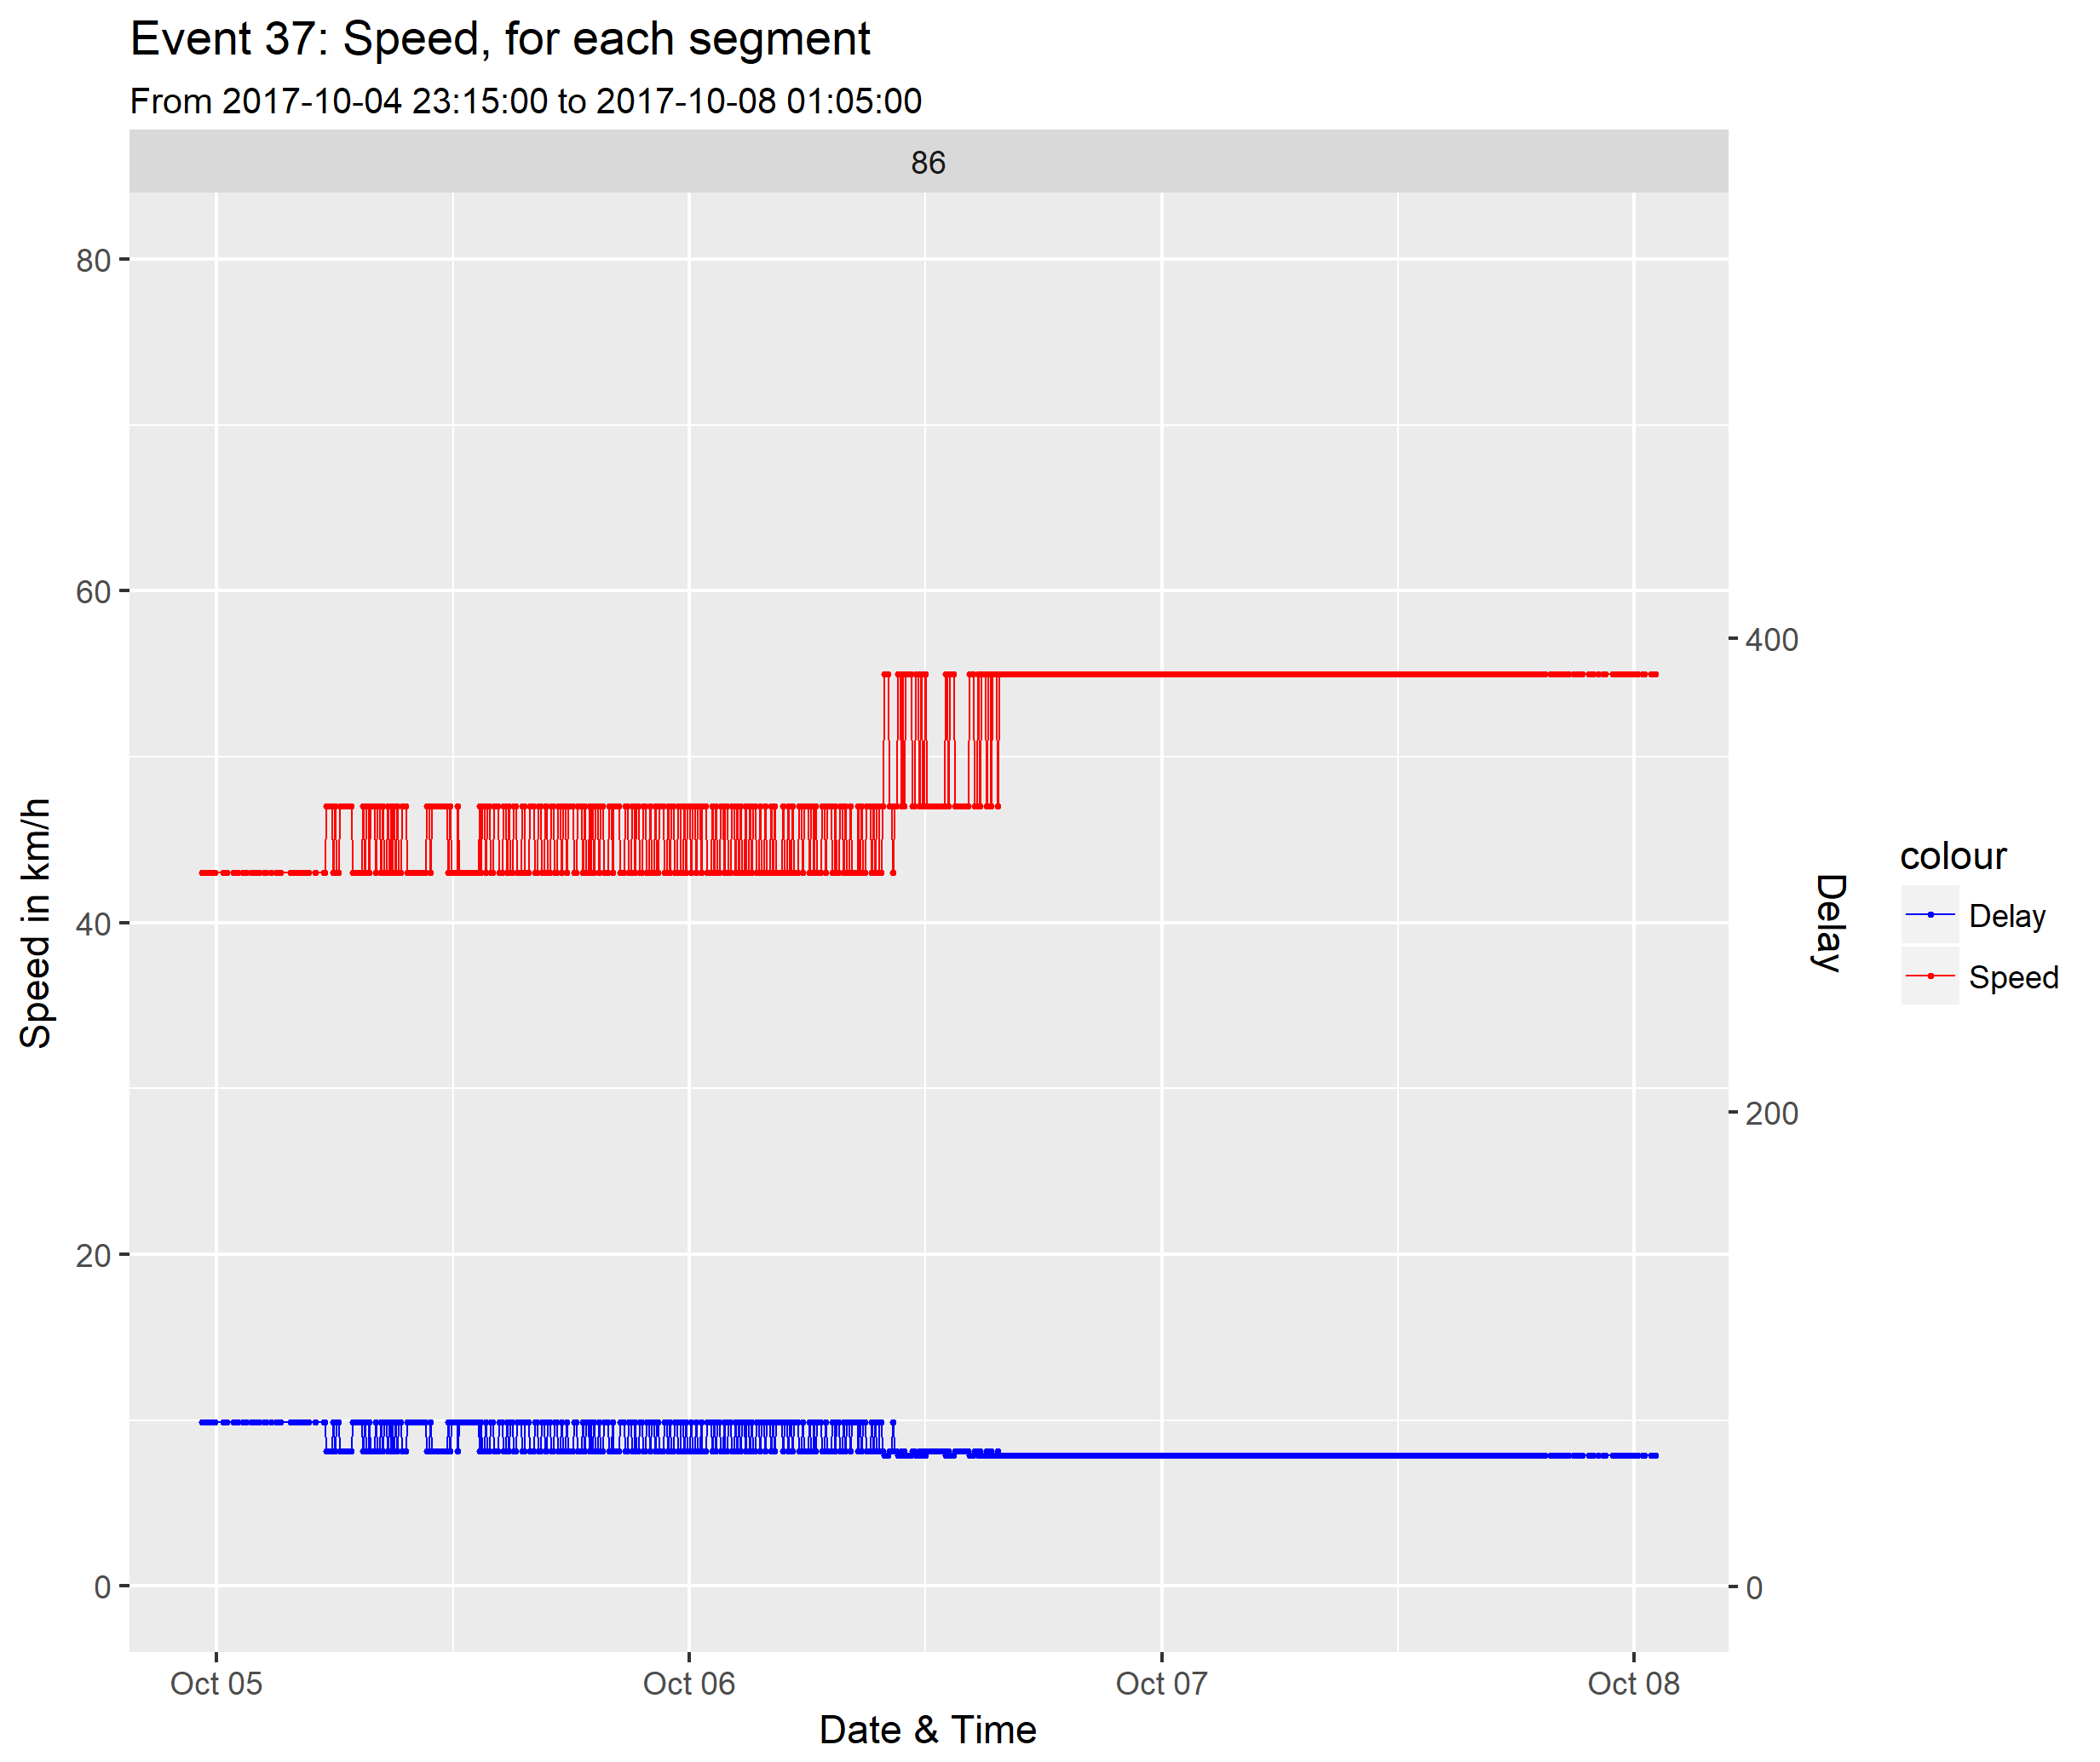 Event 37: Speed, for each segment
From 2017-10-04 23:15:00 to 2017-10-08 01:05:00
86
80
60
40
20
0
Speed in km/h
400
200
0
Delay
colour
Delay
Speed
Oct 05
Oct 06
Oct 07
Oct 08
Date & Time